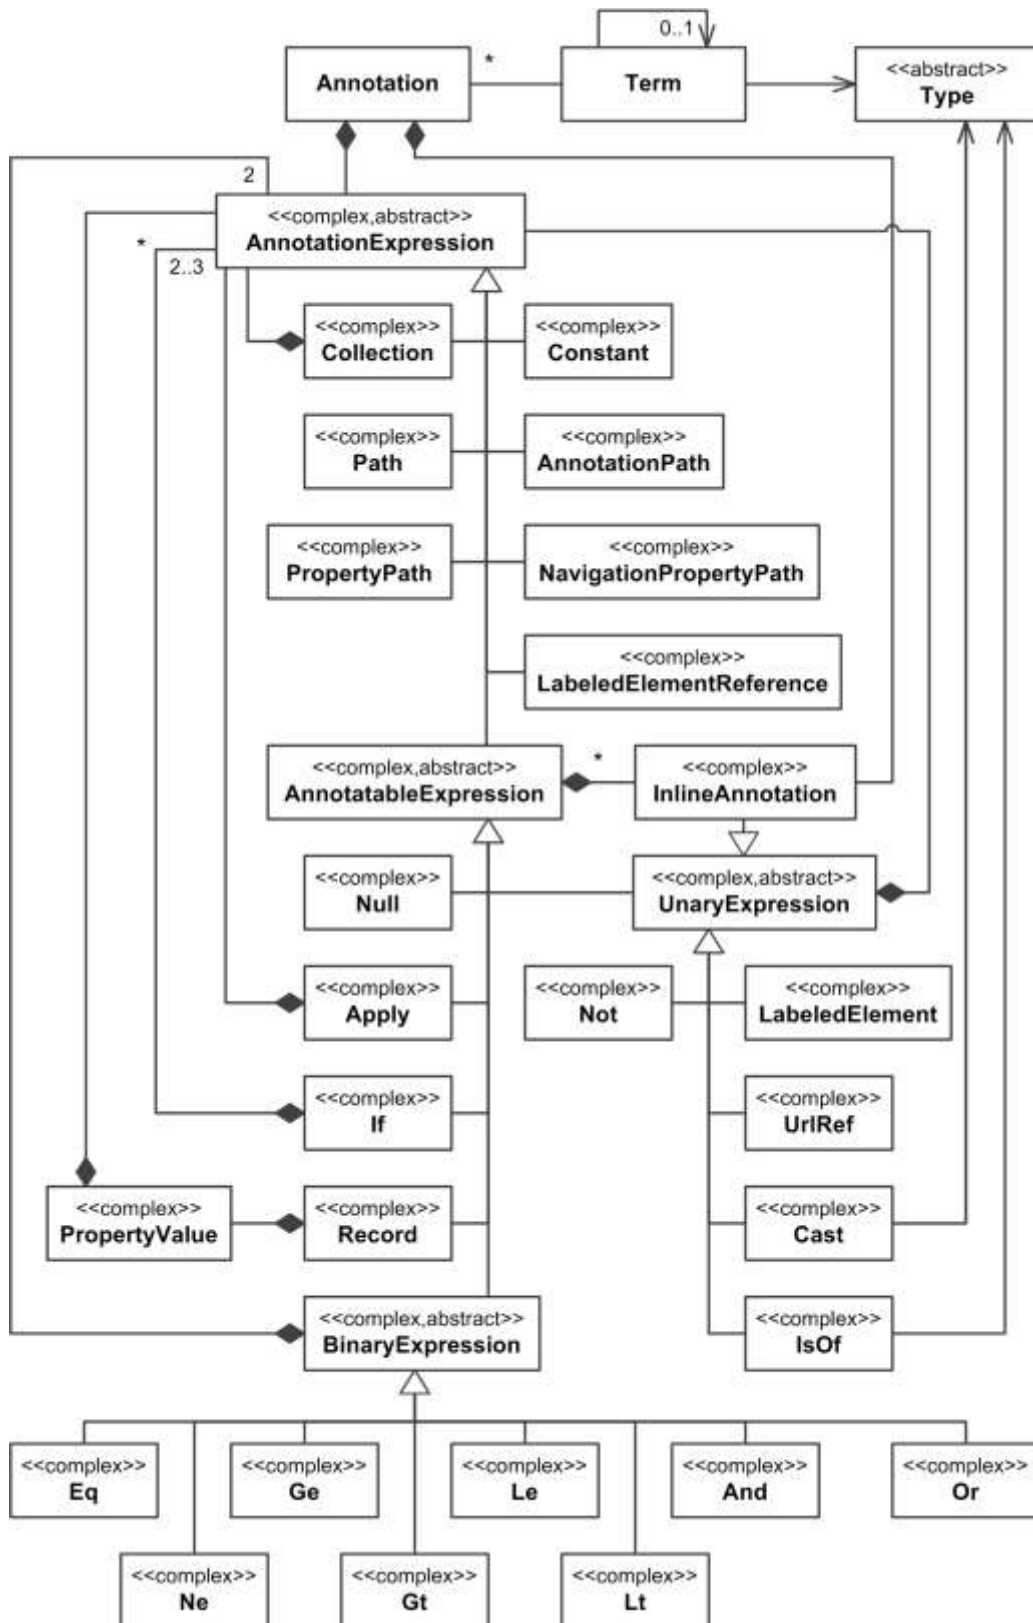 0..1
*
Annotation
Term
<<abstract>>
Type
2
<<complex,abstract>>
AnnotationExpression
*
2..3
<<complex>>
Collection
<<complex>>
Constant
<<complex>>
Path
<<complex>>
AnnotationPath
<<complex>>
PropertyPath
<<complex>>
NavigationPropertyPath
<<complex>>
LabeledElementReference
<<complex,abstract>>
AnnotatableExpression
*
<<complex>>
InlineAnnotation
<<complex>>
Null
<<complex,abstract>>
UnaryExpression
<<complex>>
Apply
<<complex>>
Not
<<complex>>
LabeledElement
<<complex>>
If
<<complex>>
UrlRef
<<complex>>
PropertyValue
<<complex>>
Record
<<complex>>
Cast
<<complex,abstract>>
BinaryExpression
<<complex>>
IsOf
<<complex>>
Eq
<<complex>>
Ge
<<complex>>
Le
<<complex>>
And
<<complex>>
Or
<<complex>>
Ne
<<complex>>
Gt
<<complex>>
Lt